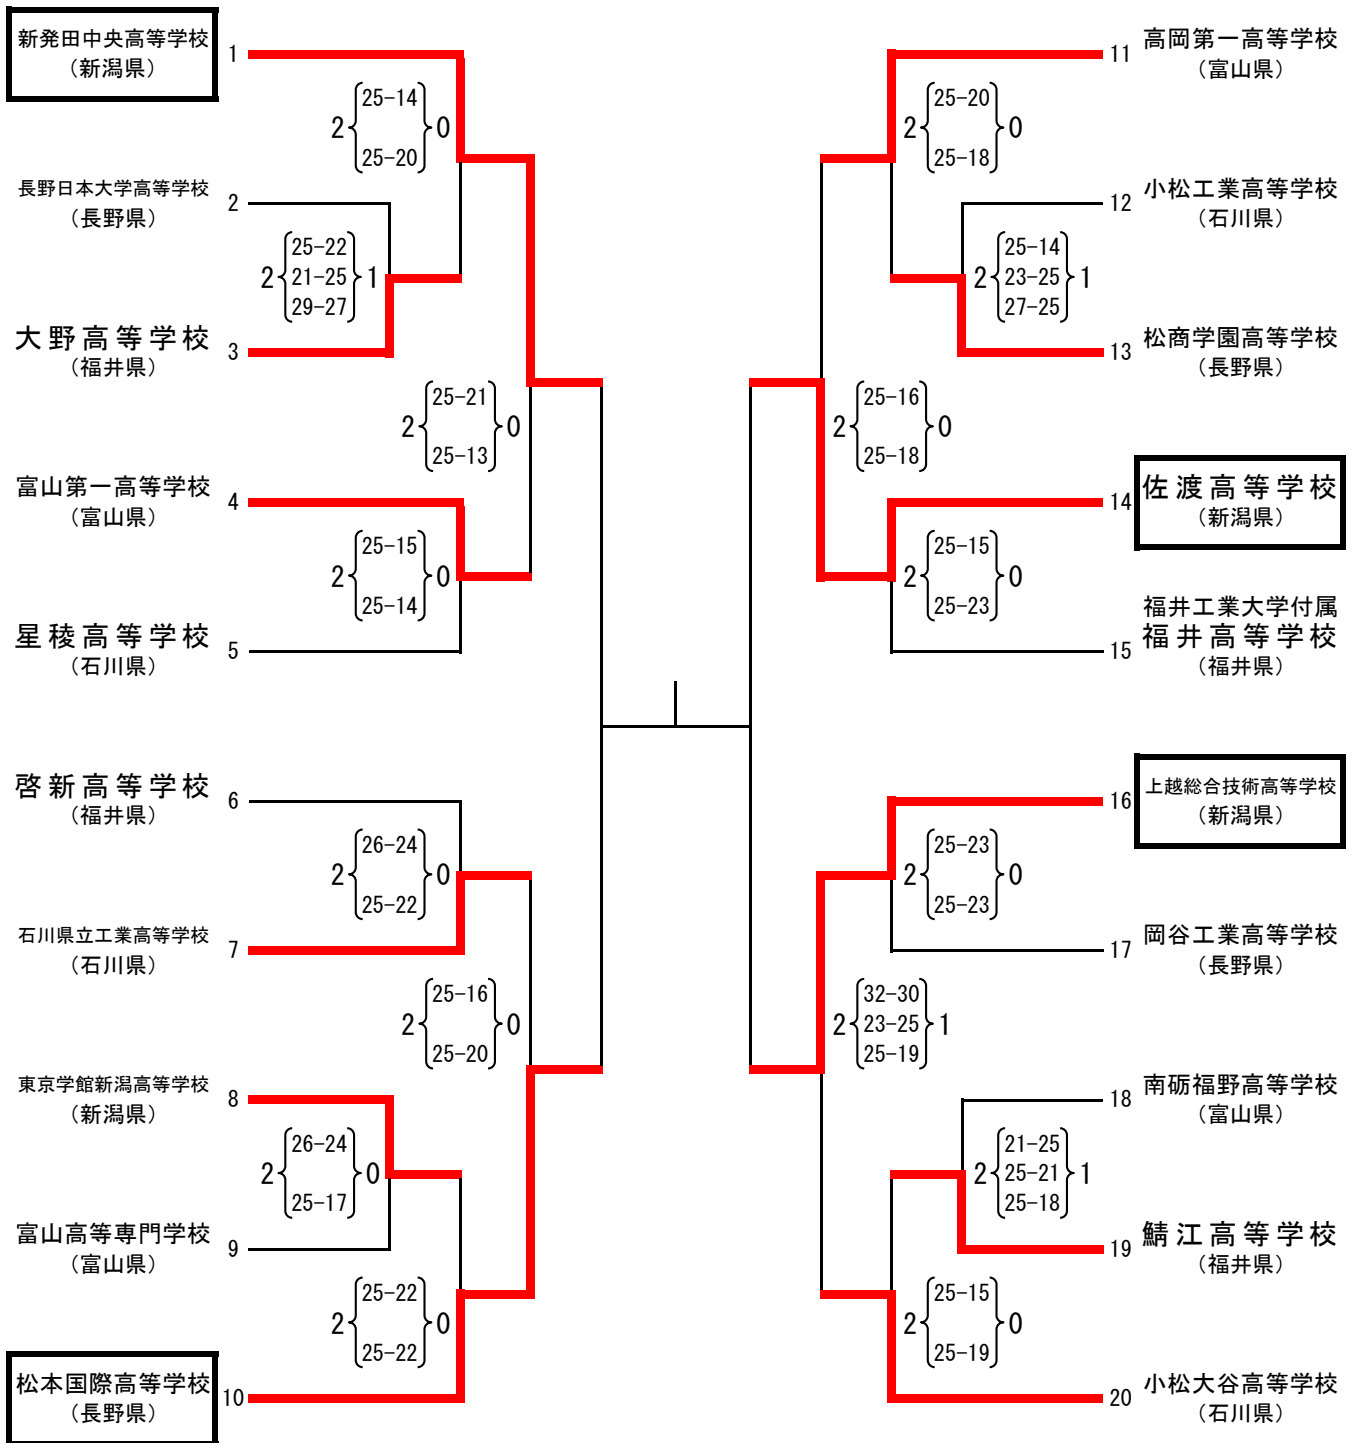 新発田中央高等学校
（新潟県）
1
2
25-14
25-20
0
長野日本大学高等学校
（長野県）
2
2
25-22
21-25
29-27
1
大野高等学校
（福井県）
3
2
25-21
25-13
0
富山第一高等学校
（富山県）
4
2
25-15
25-14
0
星稜高等学校
（石川県）
5
啓新高等学校
（福井県）
6
2
26-24
25-22
0
石川県立工業高等学校
（石川県）
7
2
25-16
25-20
0
東京学館新潟高等学校
（新潟県）
8
2
26-24
25-17
0
富山高等専門学校
（富山県）
9
2
25-22
25-22
0
松本国際高等学校
（長野県）
10
11
高岡第一高等学校
（富山県）
2
25-20
25-18
0
12
小松工業高等学校
（石川県）
2
25-14
23-25
27-25
1
13
松商学園高等学校
（長野県）
2
25-16
25-18
0
14
佐渡高等学校
（新潟県）
2
25-15
25-23
0
15
福井工業大学付属
福井高等学校
（福井県）
16
上越総合技術高等学校
（新潟県）
2
25-23
25-23
0
17
岡谷工業高等学校
（長野県）
2
32-30
23-25
25-19
1
18
南砺福野高等学校
（富山県）
2
21-25
25-21
25-18
1
19
鯖江高等学校
（福井県）
2
25-15
25-19
0
20
小松大谷高等学校
（石川県）